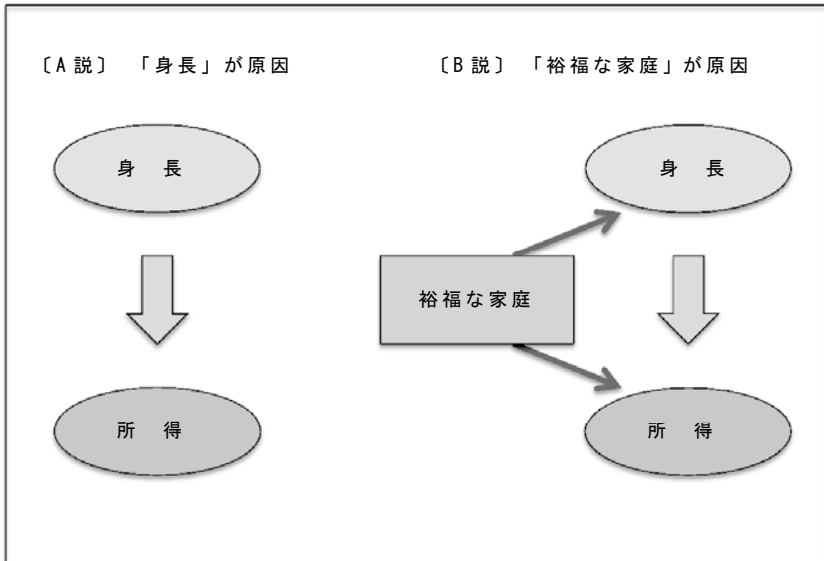 〔A説〕 「身長」が原因
〔B説〕 「裕福な家庭」が原因
身 長
身 長
裕福な家庭
所 得
所 得